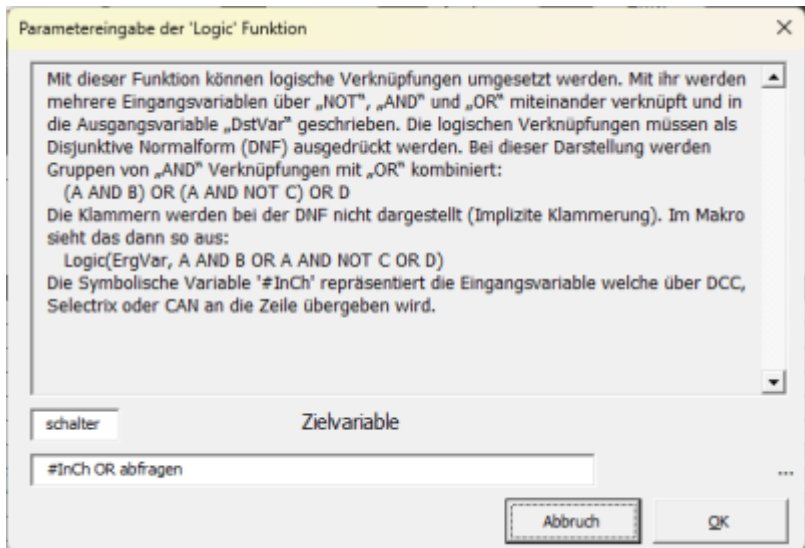 Parametereingabe der 'Logic' Funktion
Mit dieser Funktion können logische Verknüpfungen umgesetzt werden. Mit ihr werden
mehrere Eingangsvariablen über „NOT“, „AND“ und „OR“ miteinander verknüpft und in
die Ausgangsvariable „DstVar“ geschrieben. Die logischen Verknüpfungen müssen als
Disjunktive Normalform (DNF) ausgedrückt werden. Bei dieser Darstellung werden
Gruppen von „AND“ Verknüpfungen mit „OR“ kombiniert:
(A AND B) OR (A AND NOT C) OR D
Die Klammern werden bei der DNF nicht dargestellt (Implizite Klammerung). Im Makro
sieht das dann so aus:
Logic(ErgVar, A AND B OR A AND NOT C OR D)
Die Symbolische Variable '#InCh' repräsentiert die Eingangsvariable welche über DCC,
Selectrix oder CAN an die Zeile übergeben wird.
schalter Zielvariable
#InCh OR abfragen ...
Abbruch OK